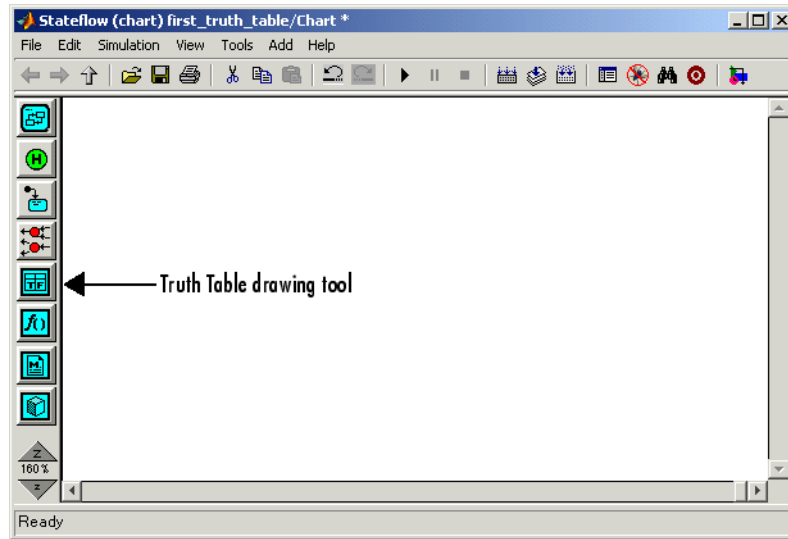 Stateflow (chart) first_truth_table/Chart *
File Edit Simulation View Tools Add Help
H
T F
Truth Table drawing tool
f()
M
Z
160 %
z
Ready